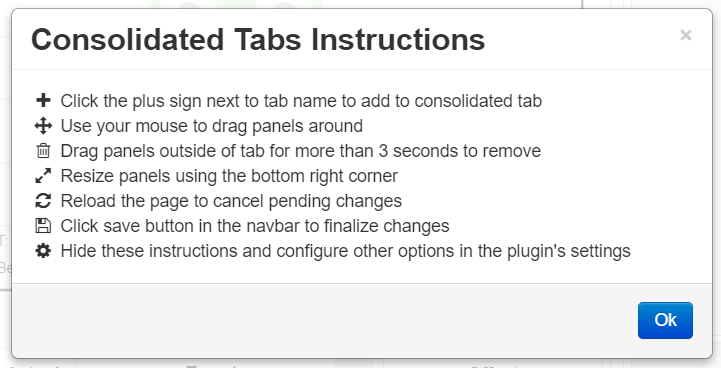 Consolidated Tabs Instructions ×
Click the plus sign next to tab name to add to consolidated tab
Use your mouse to drag panels around
Drag panels outside of tab for more than 3 seconds to remove
Resize panels using the bottom right corner
Reload the page to cancel pending changes
Click save button in the navbar to finalize changes
Hide these instructions and configure other options in the plugin's settings
Ok